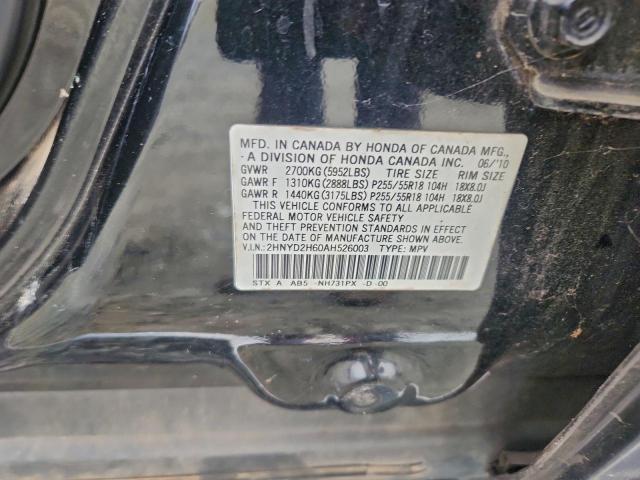 MFD. IN CANADA BY HONDA OF CANADA MFG.,
A DIVISION OF HONDA CANADA INC. 06/'10
GVWR 2700KG(5952LBS) TIRE SIZE RIM SIZE
GAWR F 1310KG(2888LBS) P255/55R18 104H 18X8.0J
GAWR R 1440KG(3175LBS) P255/55R18 104H 18X8.0J
THIS VEHICLE CONFORMS TO ALL APPLICABLE
FEDERAL MOTOR VEHICLE SAFETY
AND THEFT PREVENTION STANDARDS IN EFFECT
ON THE DATE OF MANUFACTURE SHOWN ABOVE.
V.I.N.: 2HNYD2H60AH526003 TYPE: MPV
STX A AB5 -NH731PX -D-00